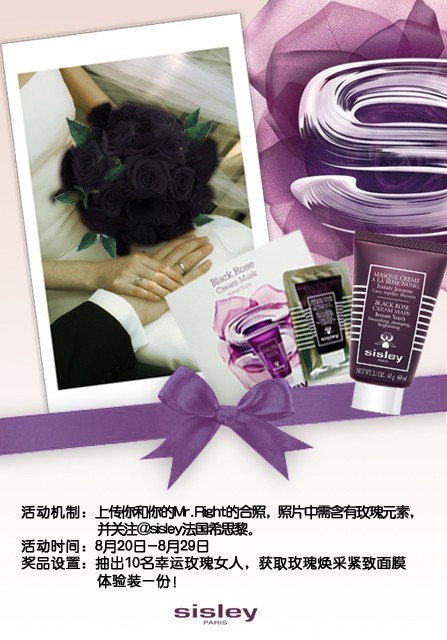 Black Rose
Cream Mask
MASQUE CRÈME
À LA ROSE NOIRE
BLACK ROSE
CREAM MASK
sisley
PARIS
活动机制：上传你和你的Mr.Right的合照，照片中需含有玫瑰元素，
并关注@sisley法国希思黎。
活动时间：8月20日-8月29日
奖品设置：抽出10名幸运玫瑰女人，获取玫瑰焕采紧致面膜
体验装一份！
sisley
PARIS